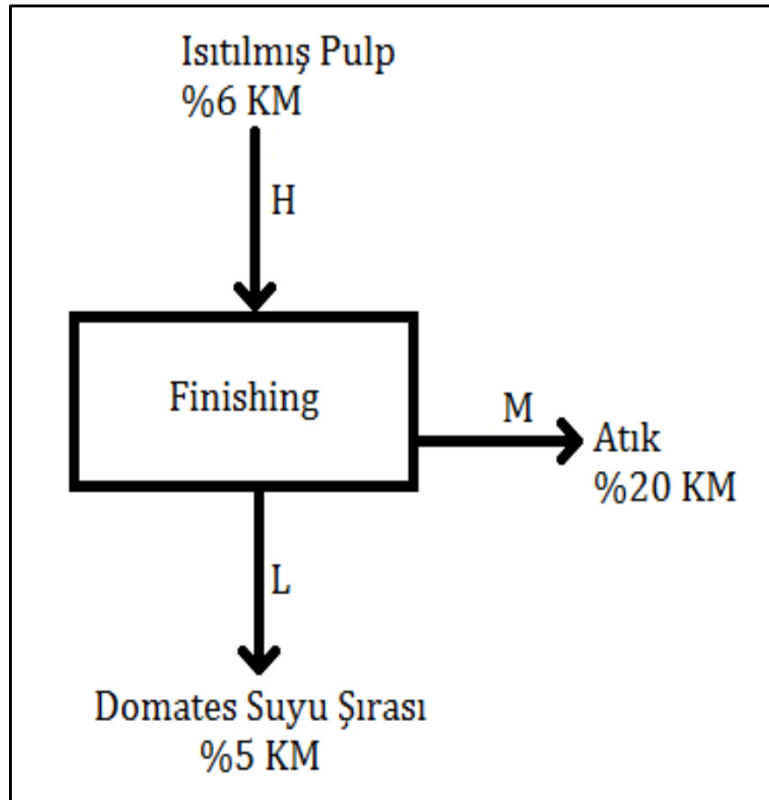 Isıtılmış Pulp
%6 KM
H
Finishing
M
Atık
%20 KM
L
Domates Suyu Şırası
%5 KM